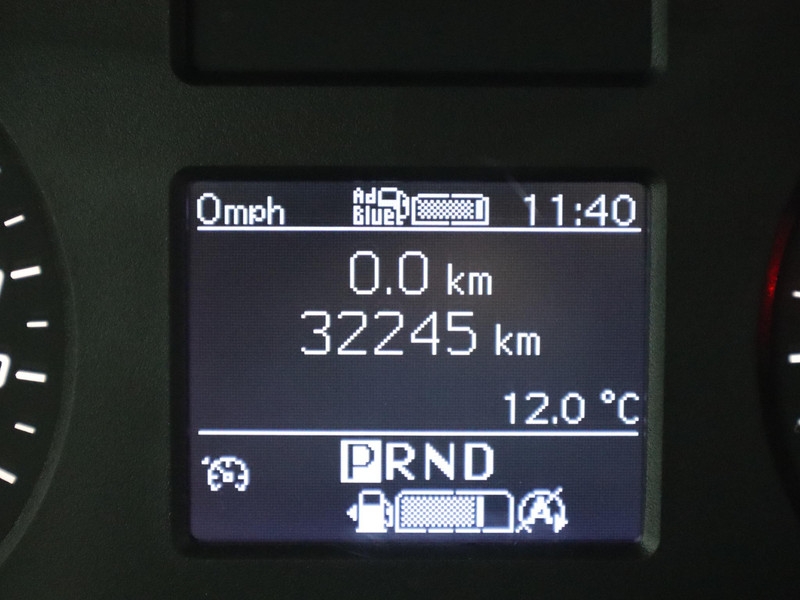 0mph AdBlue 11:40
0.0 km
32245 km
12.0 °C
PRND
A